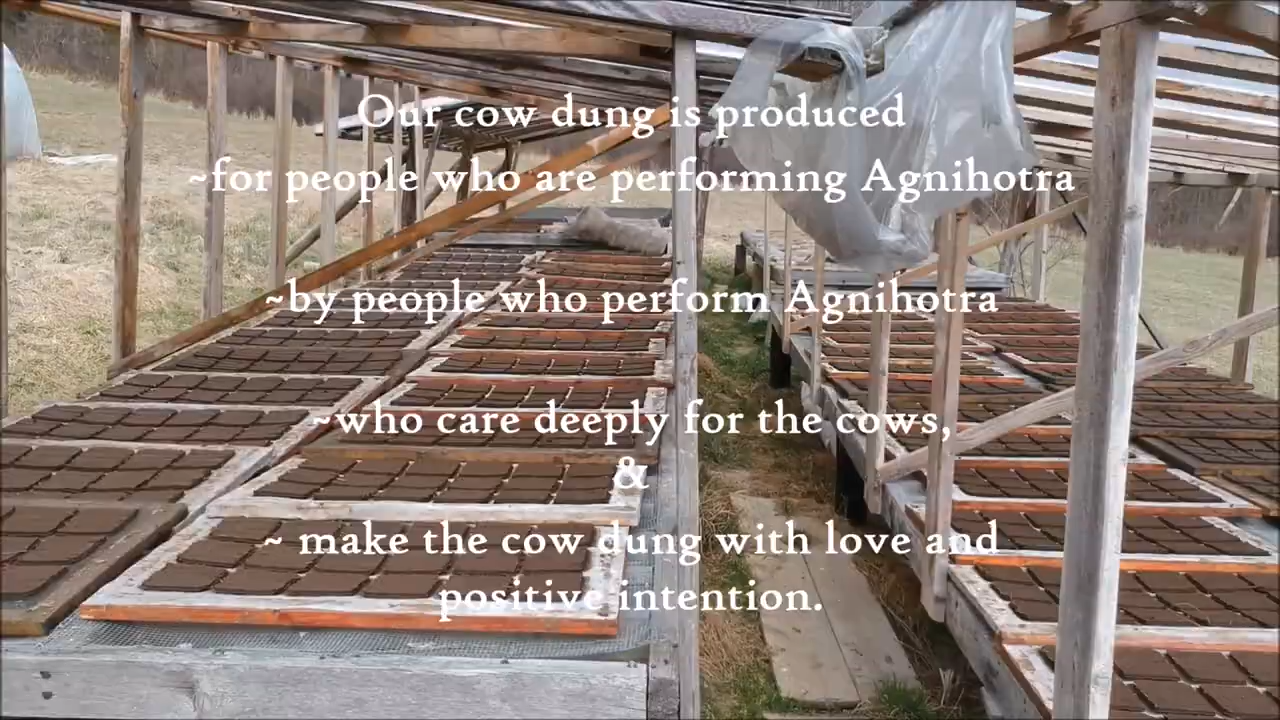 Our cow dung is produced
~for people who are performing Agnihotra
~by people who perform Agnihotra
~who care deeply for the cows,
&
~ make the cow dung with love and
positive intention.